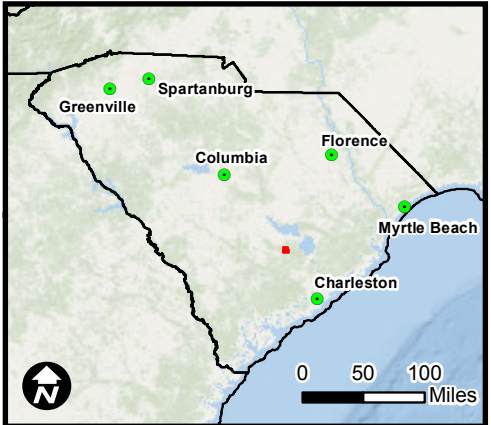 Spartanburg
Greenville
Florence
Columbia
Myrtle Beach
Charleston
N
0 50 100
Miles